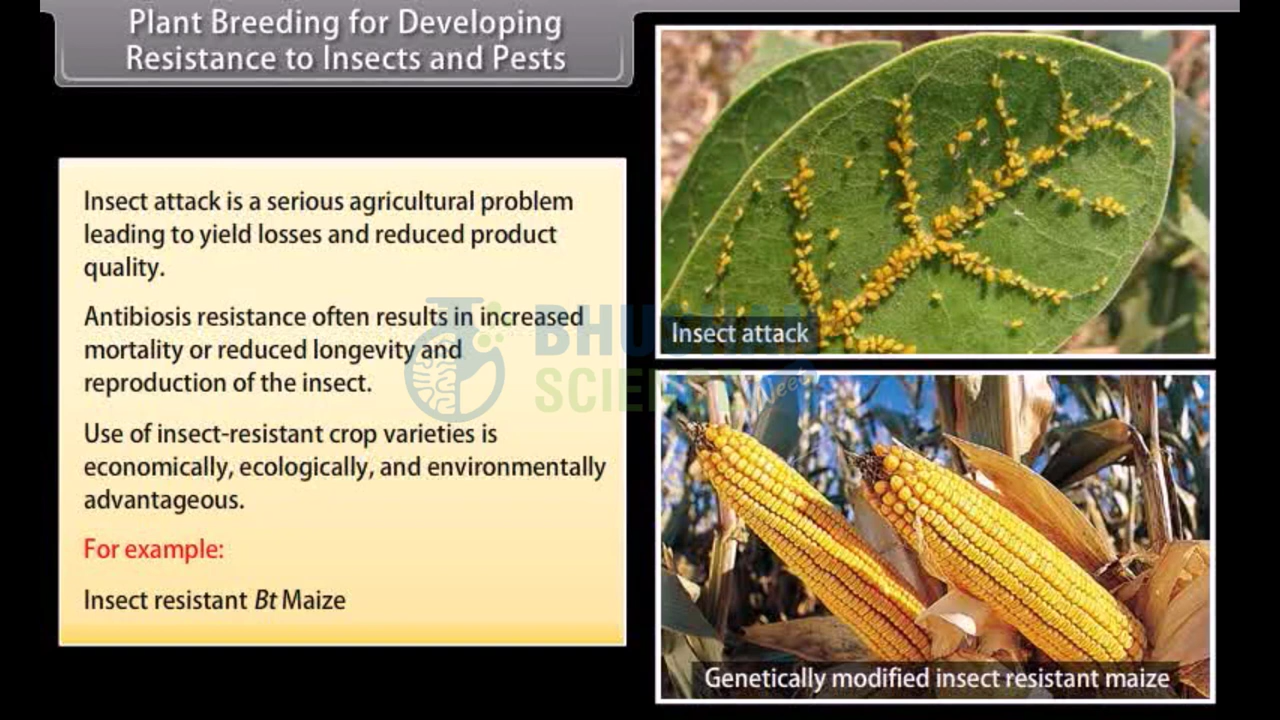 Plant Breeding for Developing
Resistance to Insects and Pests
Insect attack is a serious agricultural problem
leading to yield losses and reduced product
quality.
Antibiosis resistance often results in increased
mortality or reduced longevity and
reproduction of the insect.
Use of insect-resistant crop varieties is
economically, ecologically, and environmentally
advantageous.
For example:
Insect resistant Bt Maize
Insect attack
Genetically modified insect resistant maize